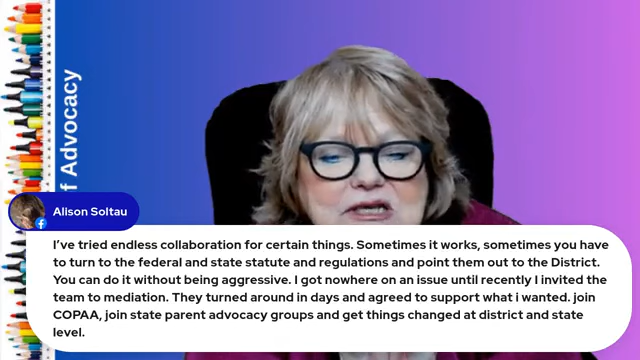 f Advocacy
Alison Soltau
I've tried endless collaboration for certain things. Sometimes it works, sometimes you have
to turn to the federal and state statute and regulations and point them out to the District.
You can do it without being aggressive. I got nowhere on an issue until recently I invited the
team to mediation. They turned around in days and agreed to support what i wanted. join
COPAA, join state parent advocacy groups and get things changed at district and state
level.